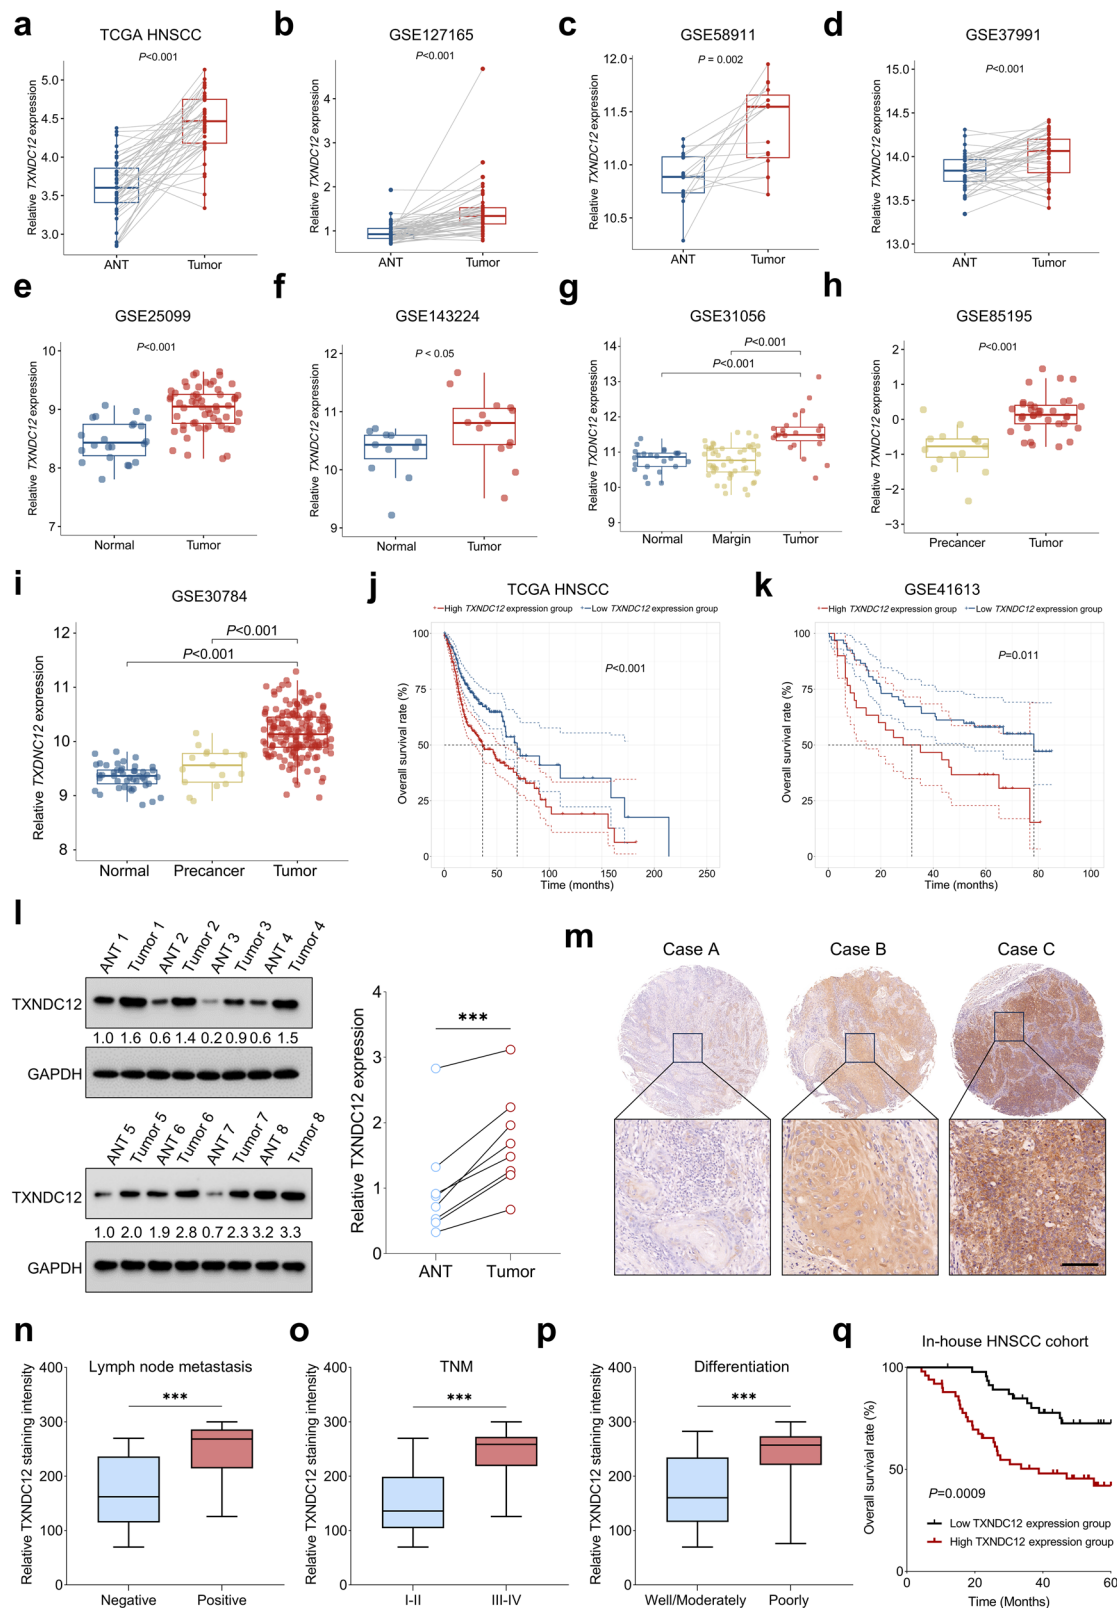 a
TCGA HNSCC
P<0.001
Relative TXNDC12 expression
5.0
4.5
4.0
3.5
3.0
ANT
Tumor
b
GSE127165
P<0.001
Relative TXNDC12 expression
4
3
2
1
ANT
Tumor
c
GSE58911
P = 0.002
Relative TXNDC12 expression
12.0
11.5
11.0
10.5
ANT
Tumor
d
GSE37991
P<0.001
Relative TXNDC12 expression
15.0
14.5
14.0
13.5
13.0
ANT
Tumor
e
GSE25099
P<0.001
Relative TXNDC12 expression
10
9
8
7
Normal
Tumor
f
GSE143224
P < 0.05
Relative TXNDC12 expression
12
11
10
9
Normal
Tumor
g
GSE31056
P<0.001
P<0.001
Relative TXDNC12 expression
14
13
12
11
10
9
Normal
Margin
Tumor
h
GSE85195
P<0.001
Relative TXNDC12 expression
2
1
0
−1
−2
−3
Precancer
Tumor
i
GSE30784
P<0.001
P<0.001
Relative TXDNC12 expression
12
11
10
9
8
Normal
Precancer
Tumor
j
TCGA HNSCC
High TXNDC12 expression group
Low TXNDC12 expression group
P<0.001
Overall survival rate (%)
100
75
50
25
0
0
50
100
150
200
250
Time (months)
k
GSE41613
High TXNDC12 expression group
Low TXNDC12 expression group
P=0.011
Overall survival rate (%)
100
75
50
25
0
0
20
40
60
80
100
Time (months)
l
ANT 1
Tumor 1
ANT 2
Tumor 2
ANT 3
Tumor 3
ANT 4
Tumor 4
TXNDC12
1.0 1.6 0.6 1.4 0.2 0.9 0.6 1.5
GAPDH
ANT 5
Tumor 5
ANT 6
Tumor 6
ANT 7
Tumor 7
ANT 8
Tumor 8
TXNDC12
1.0 2.0 1.9 2.8 0.7 2.3 3.2 3.3
GAPDH
Relative TXNDC12 expression
4
3
2
1
0
***
ANT
Tumor
m
Case A
Case B
Case C
n
Lymph node metastasis
***
Relative TXNDC12 staining intensity
400
300
200
100
0
Negative
Positive
o
TNM
***
Relative TXNDC12 staining intensity
400
300
200
100
0
I-II
III-IV
p
Differentiation
***
Relative TXNDC12 staining intensity
400
300
200
100
0
Well/Moderately
Poorly
q
In-house HNSCC cohort
Overall survival rate (%)
100
50
0
P=0.0009
Low TXNDC12 expression group
High TXNDC12 expression group
0
20
40
60
Time (Months)